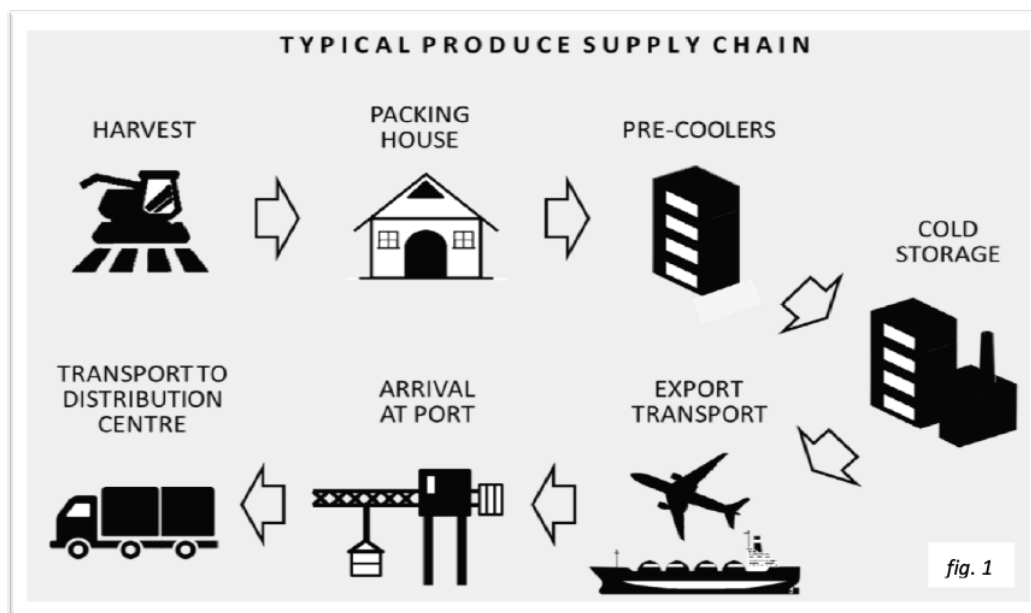 TYPICAL PRODUCE SUPPLY CHAIN
HARVEST
PACKING
HOUSE
PRE-COOLERS
COLD
STORAGE
TRANSPORT TO
DISTRIBUTION
CENTRE
ARRIVAL
AT PORT
EXPORT
TRANSPORT
fig. 1